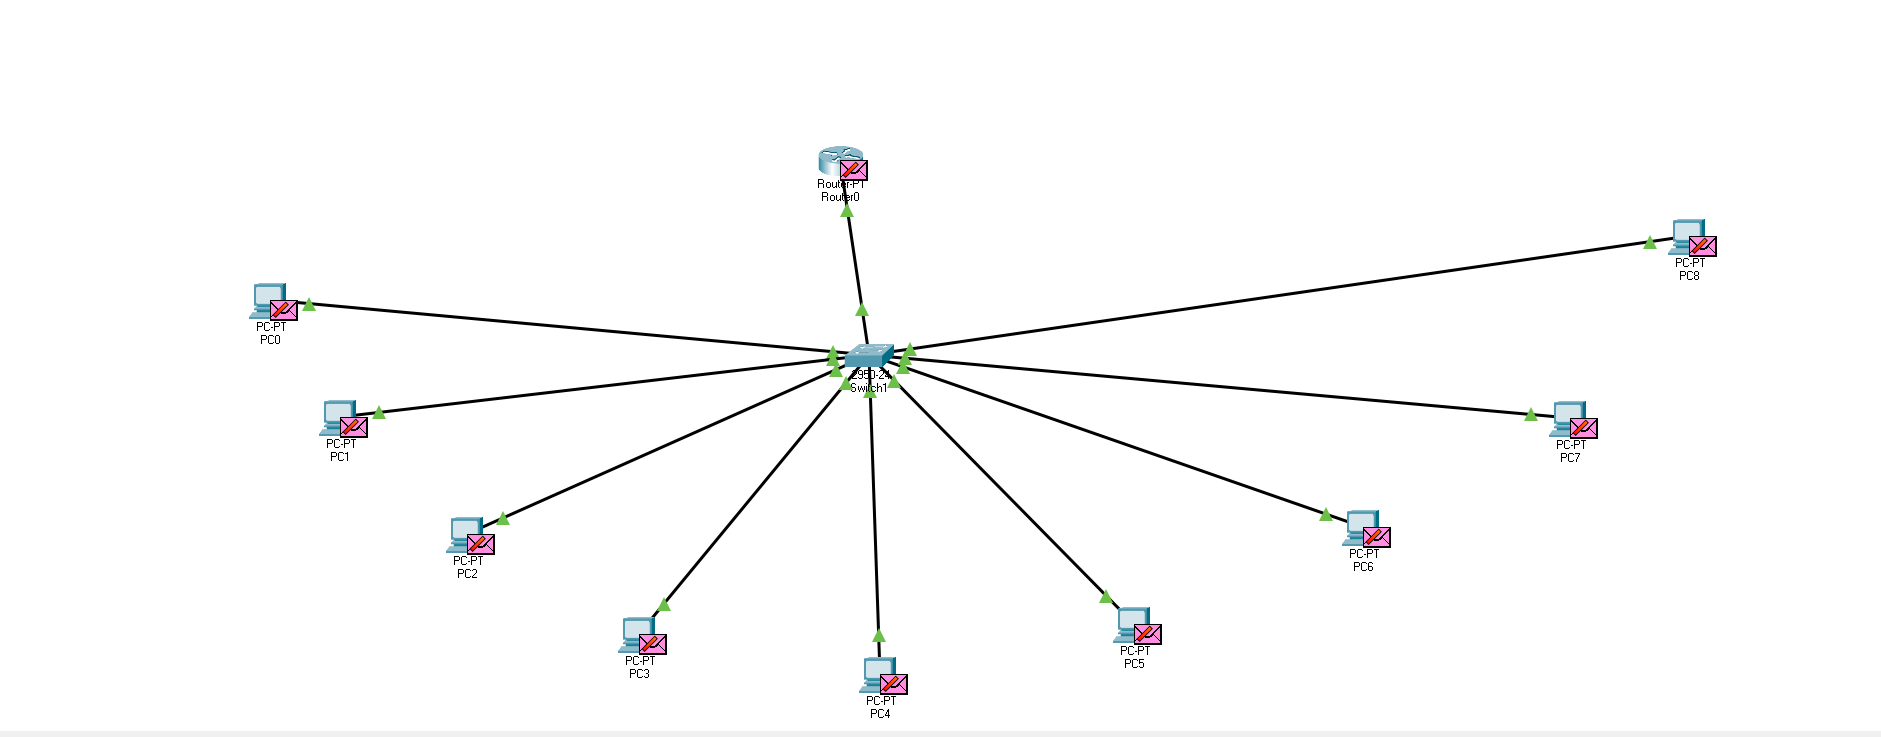 Router-PT
Router0
PC-PT
PC8
PC-PT
PC0
2950-24
Switch1
PC-PT
PC1
PC-PT
PC7
PC-PT
PC2
PC-PT
PC6
PC-PT
PC3
PC-PT
PC5
PC-PT
PC4